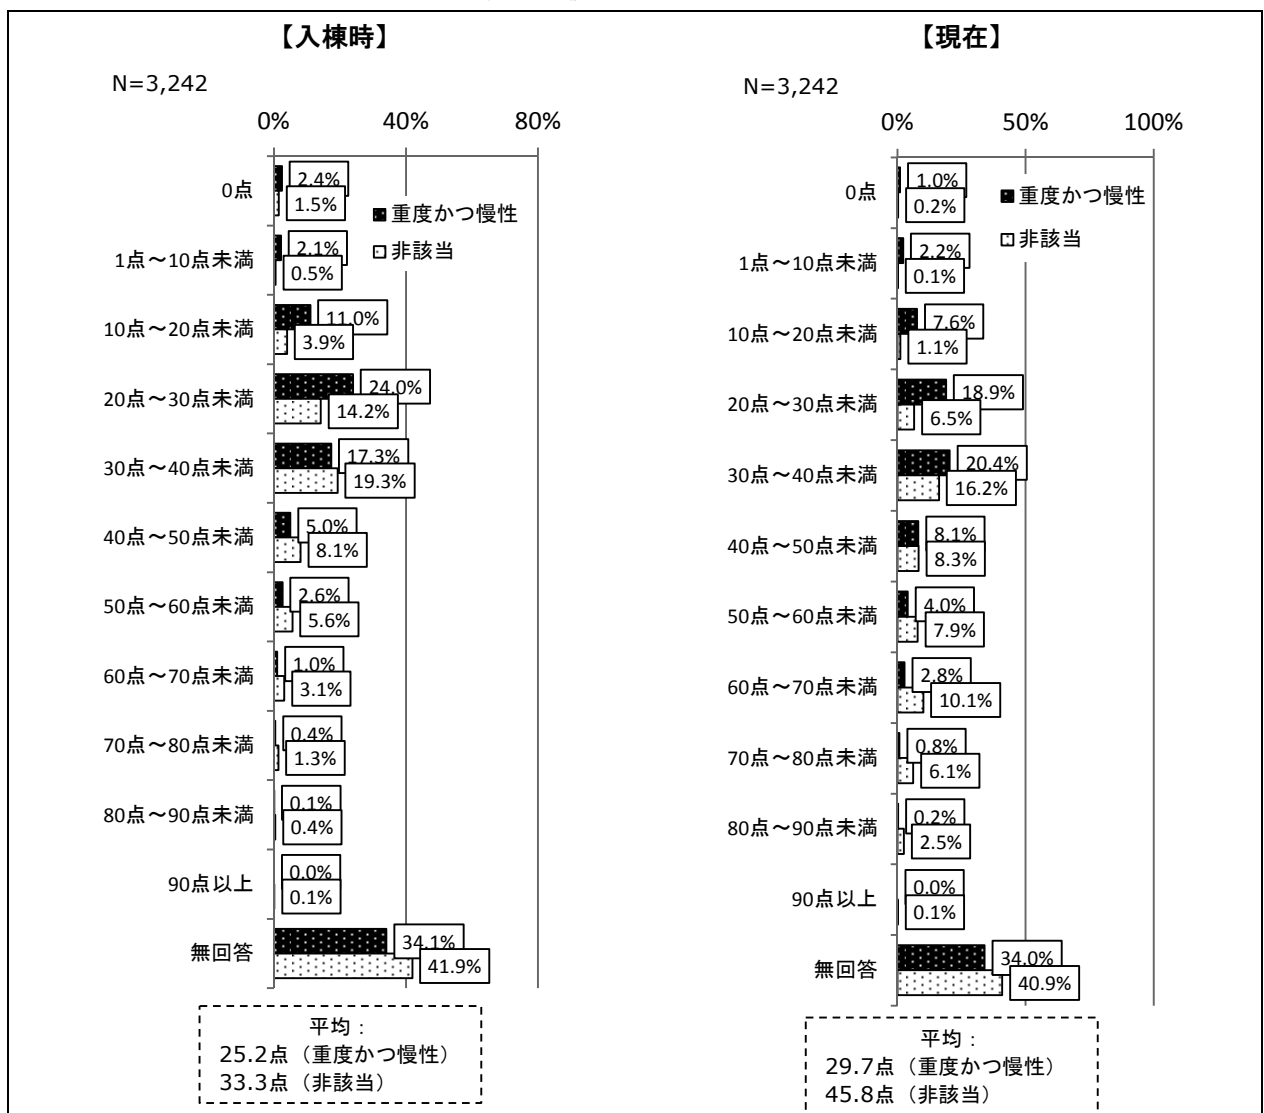 【入棟時】
N=3,242
0% 40% 80%
0点 2.4%
1.5%
1点～10点未満 2.1%
0.5%
10点～20点未満 11.0%
3.9%
20点～30点未満 24.0%
14.2%
30点～40点未満 17.3%
19.3%
40点～50点未満 5.0%
8.1%
50点～60点未満 2.6%
5.6%
60点～70点未満 1.0%
3.1%
70点～80点未満 0.4%
1.3%
80点～90点未満 0.1%
0.4%
90点以上 0.0%
0.1%
無回答 34.1%
41.9%
重度かつ慢性
非該当
平均：
25.2点（重度かつ慢性）
33.3点（非該当）
【現在】
N=3,242
0% 50% 100%
0点 1.0%
0.2%
1点～10点未満 2.2%
0.1%
10点～20点未満 7.6%
1.1%
20点～30点未満 18.9%
6.5%
30点～40点未満 20.4%
16.2%
40点～50点未満 8.1%
8.3%
50点～60点未満 4.0%
7.9%
60点～70点未満 2.8%
10.1%
70点～80点未満 0.8%
6.1%
80点～90点未満 0.2%
2.5%
90点以上 0.0%
0.1%
無回答 34.0%
40.9%
重度かつ慢性
非該当
平均：
29.7点（重度かつ慢性）
45.8点（非該当）